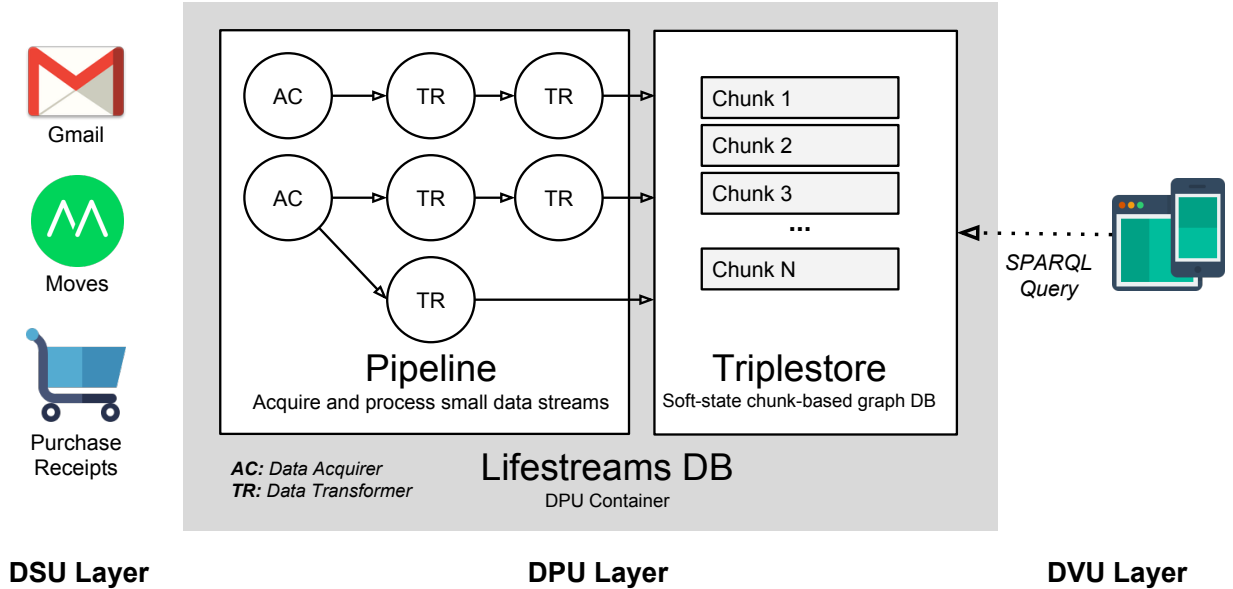 Gmail
Moves
Purchase
Receipts
AC
TR
TR
AC
TR
TR
TR
Pipeline
Acquire and process small data streams
Chunk 1
Chunk 2
Chunk 3
...
Chunk N
Triplestore
Soft-state chunk-based graph DB
AC: Data Acquirer
TR: Data Transformer
Lifestreams DB
DPU Container
SPARQL
Query
DSU Layer
DPU Layer
DVU Layer